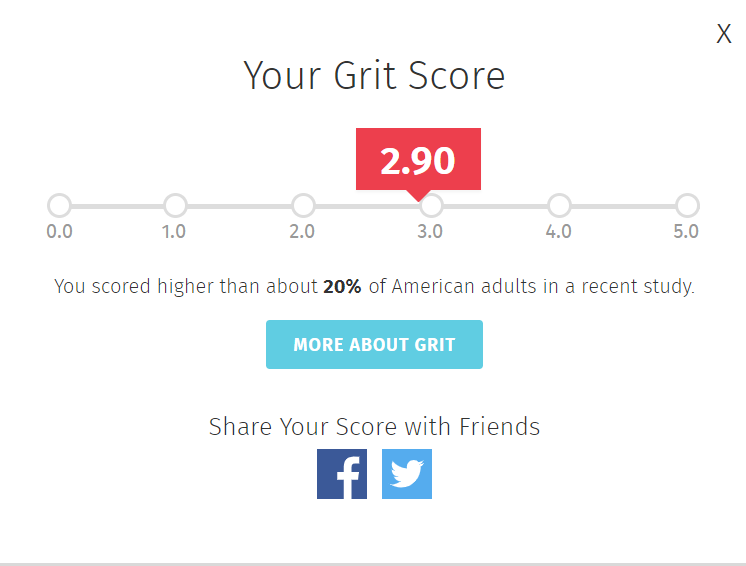 X
Your Grit Score
2.90
0.0 1.0 2.0 3.0 4.0 5.0
You scored higher than about 20% of American adults in a recent study.
MORE ABOUT GRIT
Share Your Score with Friends